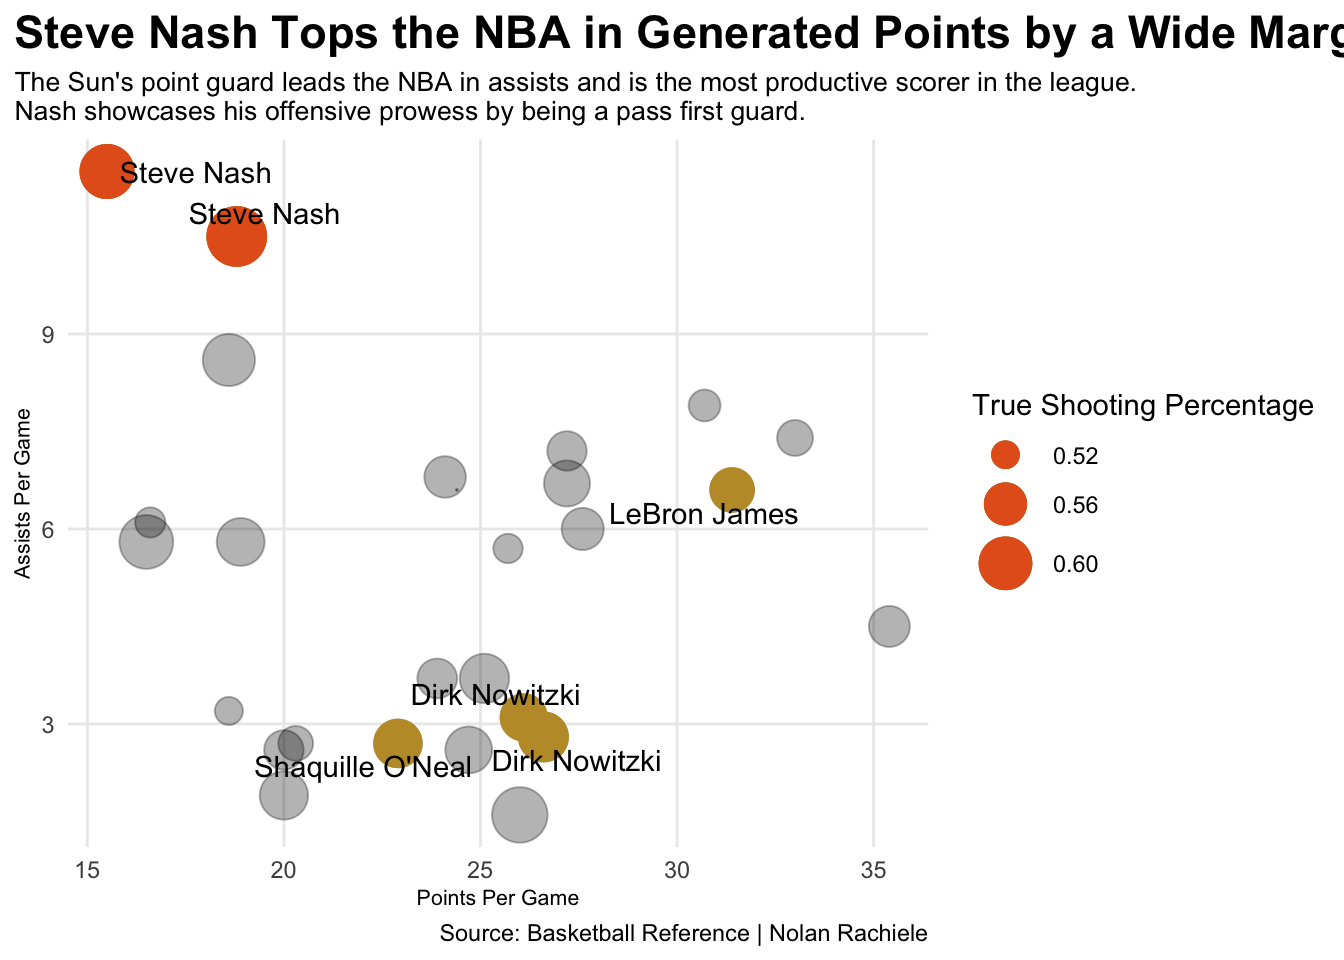 Steve Nash Tops the NBA in Generated Points by a Wide Marg
The Sun's point guard leads the NBA in assists and is the most productive scorer in the league.
Nash showcases his offensive prowess by being a pass first guard.
Steve Nash
Steve Nash
9
True Shooting Percentage
0.52
0.56
0.60
Assists Per Game
LeBron James
6
Dirk Nowitzki
3
Dirk Nowitzki
Shaquille O'Neal
15 20 25 30 35
Points Per Game
Source: Basketball Reference | Nolan Rachiele